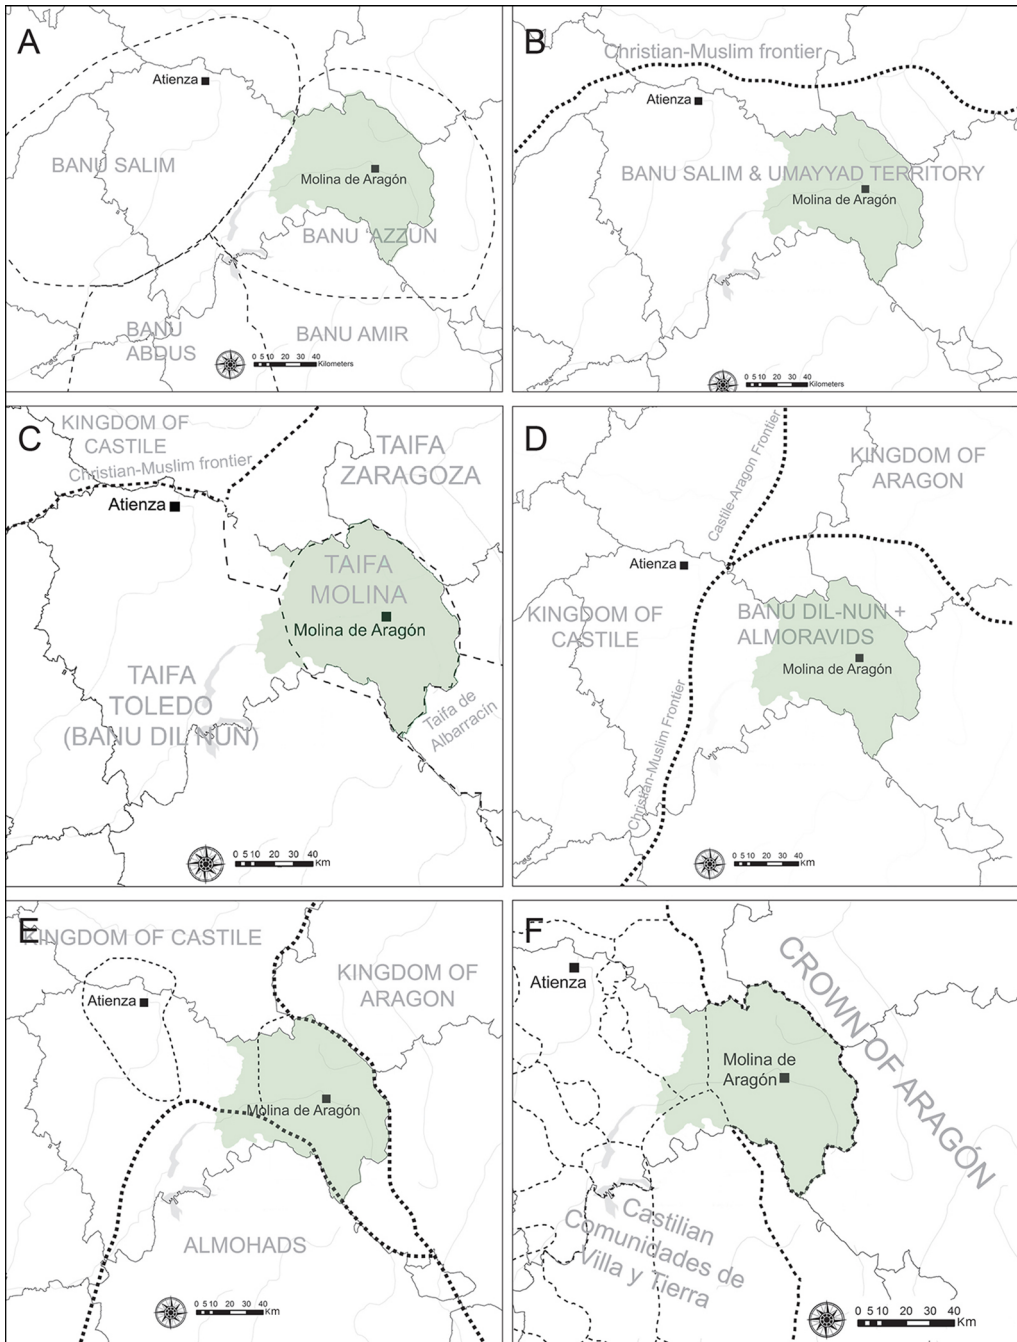 A
Atienza
BANU SALIM
Molina de Aragón
BANU 'AZZUN
BANU
ABDUS
BANU AMIR
0 5 10 20 30 40
Kilometers
B
Christian-Muslim frontier
Atienza
BANU SALIM & UMAYYAD TERRITORY
Molina de Aragón
0 5 10 20 30 40
Kilometers
C
KINGDOM OF
CASTILE
Christian-Muslim frontier
TAIFA
ZARAGOZA
Atienza
TAIFA
MOLINA
Molina de Aragón
TAIFA
TOLEDO
(BANU DIL NUN)
Taifa de
Albarracín
0 5 10 20 30 40
Km
D
Castile-Aragon Frontier
KINGDOM OF
ARAGON
Atienza
KINGDOM OF
CASTILE
BANU DIL-NUN +
ALMORAVIDS
Molina de Aragón
Christian-Muslim Frontier
0 5 10 20 30 40
Km
E
KINGDOM OF CASTILE
KINGDOM OF
ARAGON
Atienza
Molina de Aragón
ALMOHADS
0 5 10 20 30 40
Km
F
Atienza
CROWN OF ARAGÓN
Molina de
Aragón
Castilian
Comunidades de
Villa y Tierra
0 5 10 20 30 40
Km